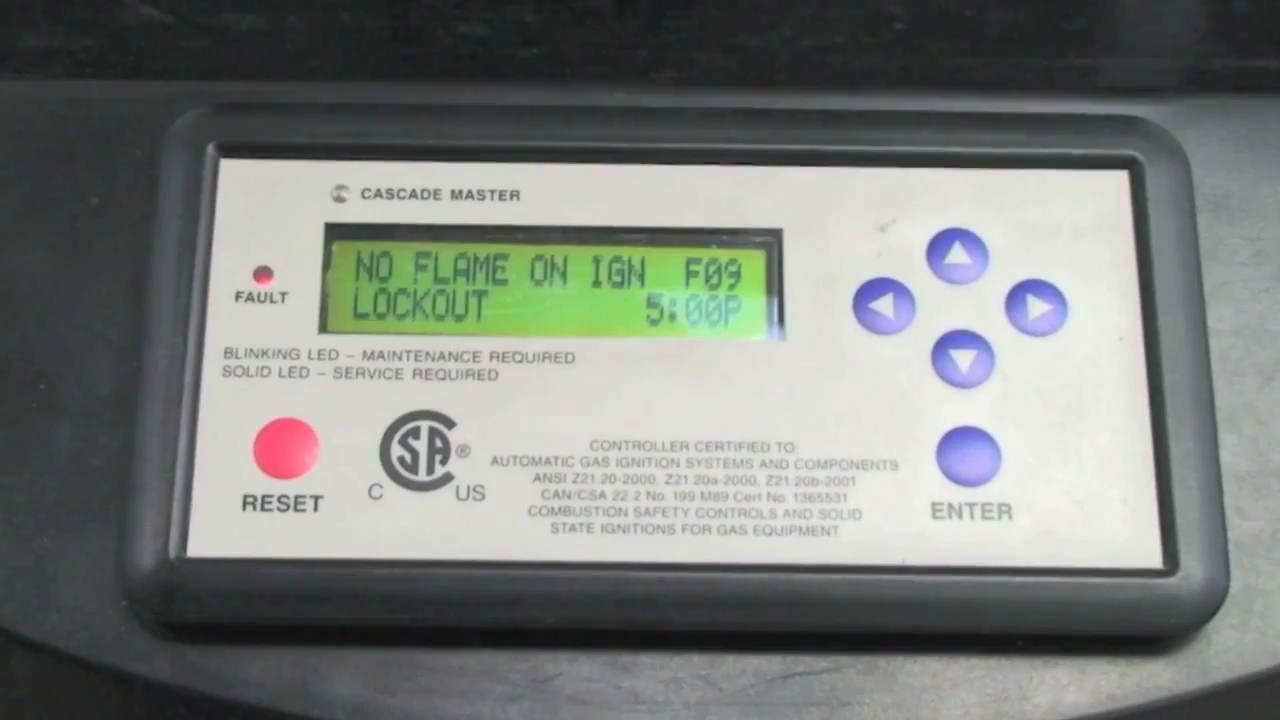 CASCADE MASTER
NO FLAME ON IGN F09
LOCKOUT 5:00P
FAULT
BLINKING LED – MAINTENANCE REQUIRED
SOLID LED – SERVICE REQUIRED
RESET
C SA ® US
CONTROLLER CERTIFIED TO:
AUTOMATIC GAS IGNITION SYSTEMS AND COMPONENTS
ANSI Z21.20-2000, Z21.20a-2000, Z21.20b-2001
CAN/CSA 22.2 No. 199 M89 Cert No. 1365531
COMBUSTION SAFETY CONTROLS AND SOLID
STATE IGNITIONS FOR GAS EQUIPMENT
ENTER